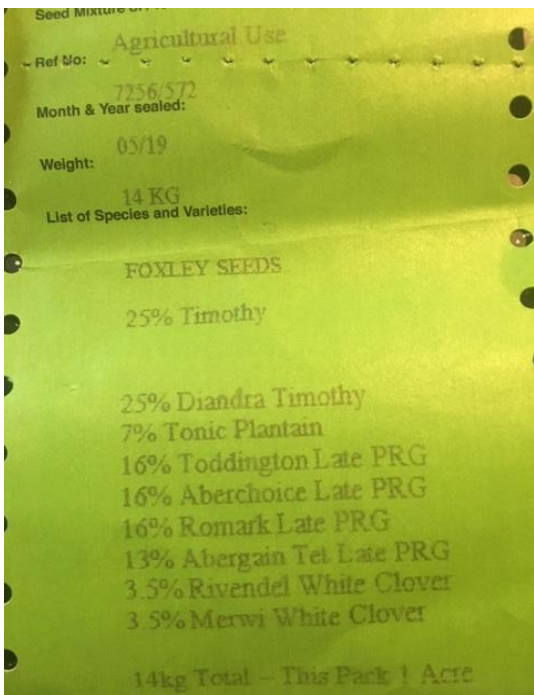 Seed Mixture
Agricultural Use
Ref No:
7256/572
Month & Year sealed:
05/19
Weight:
14 KG
List of Species and Varieties:
FOXLEY SEEDS
25% Timothy
25% Diandra Timothy
7% Tonic Plantain
16% Toddington Late PRG
16% Aberchoice Late PRG
16% Romark Late PRG
13% Abergain Tet Late PRG
3.5% Rivendel White Clover
3.5% Merwi White Clover
14kg Total – This Pack 1 Acre